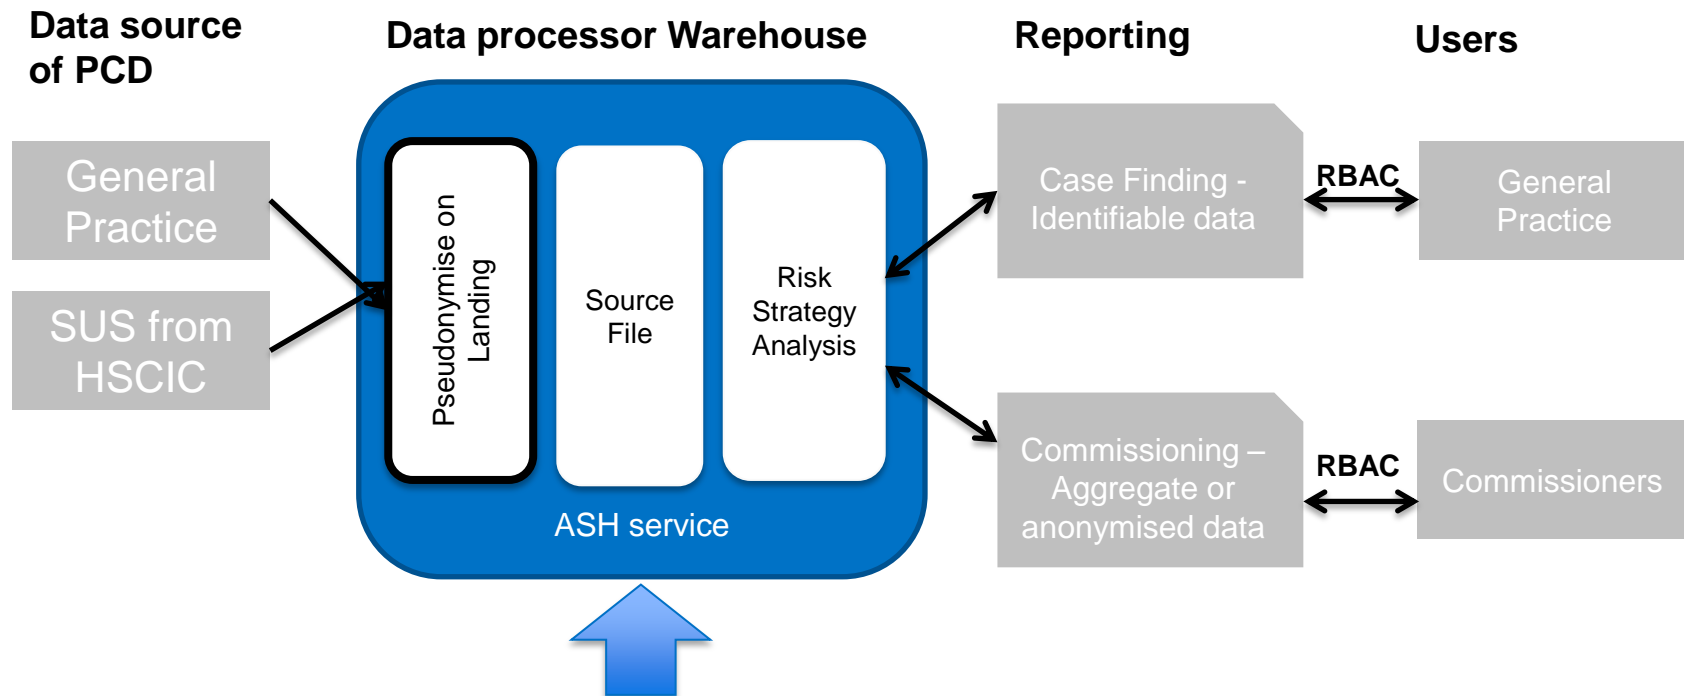 Data source
of PCD
Data processor Warehouse
Reporting
Users
General
Practice
SUS from
HSCIC
Pseudonymise on
Landing
Source
File
Risk
Strategy
Analysis
ASH service
Case Finding -
Identifiable data
RBAC
General
Practice
Commissioning –
Aggregate or
anonymised data
RBAC
Commissioners